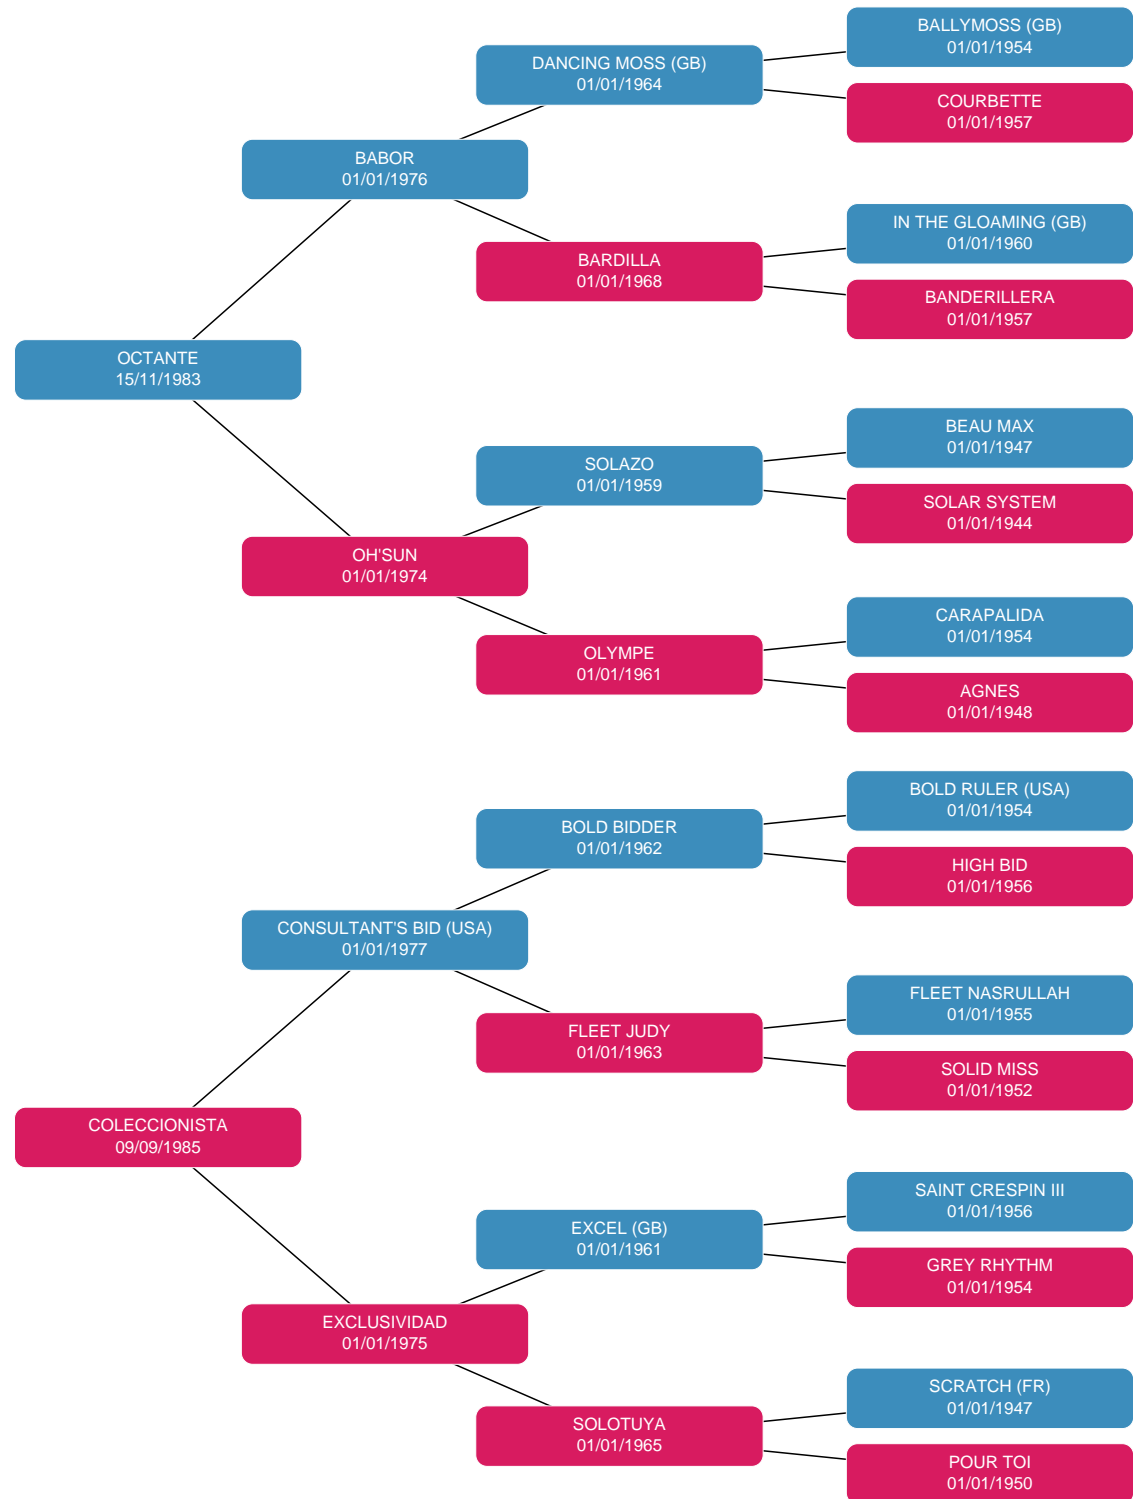 BALLYMOSS (GB)
01/01/1954
DANCING MOSS (GB)
01/01/1964
COURBETTE
01/01/1957
BABOR
01/01/1976
IN THE GLOAMING (GB)
01/01/1960
BARDILLA
01/01/1968
BANDERILLERA
01/01/1957
OCTANTE
15/11/1983
BEAU MAX
01/01/1947
SOLAZO
01/01/1959
SOLAR SYSTEM
01/01/1944
OH'SUN
01/01/1974
CARAPALIDA
01/01/1954
OLYMPE
01/01/1961
AGNES
01/01/1948
BOLD RULER (USA)
01/01/1954
BOLD BIDDER
01/01/1962
HIGH BID
01/01/1956
CONSULTANT'S BID (USA)
01/01/1977
FLEET NASRULLAH
01/01/1955
FLEET JUDY
01/01/1963
SOLID MISS
01/01/1952
COLECCIONISTA
09/09/1985
SAINT CRESPIN III
01/01/1956
EXCEL (GB)
01/01/1961
GREY RHYTHM
01/01/1954
EXCLUSIVIDAD
01/01/1975
SCRATCH (FR)
01/01/1947
SOLOTUYA
01/01/1965
POUR TOI
01/01/1950